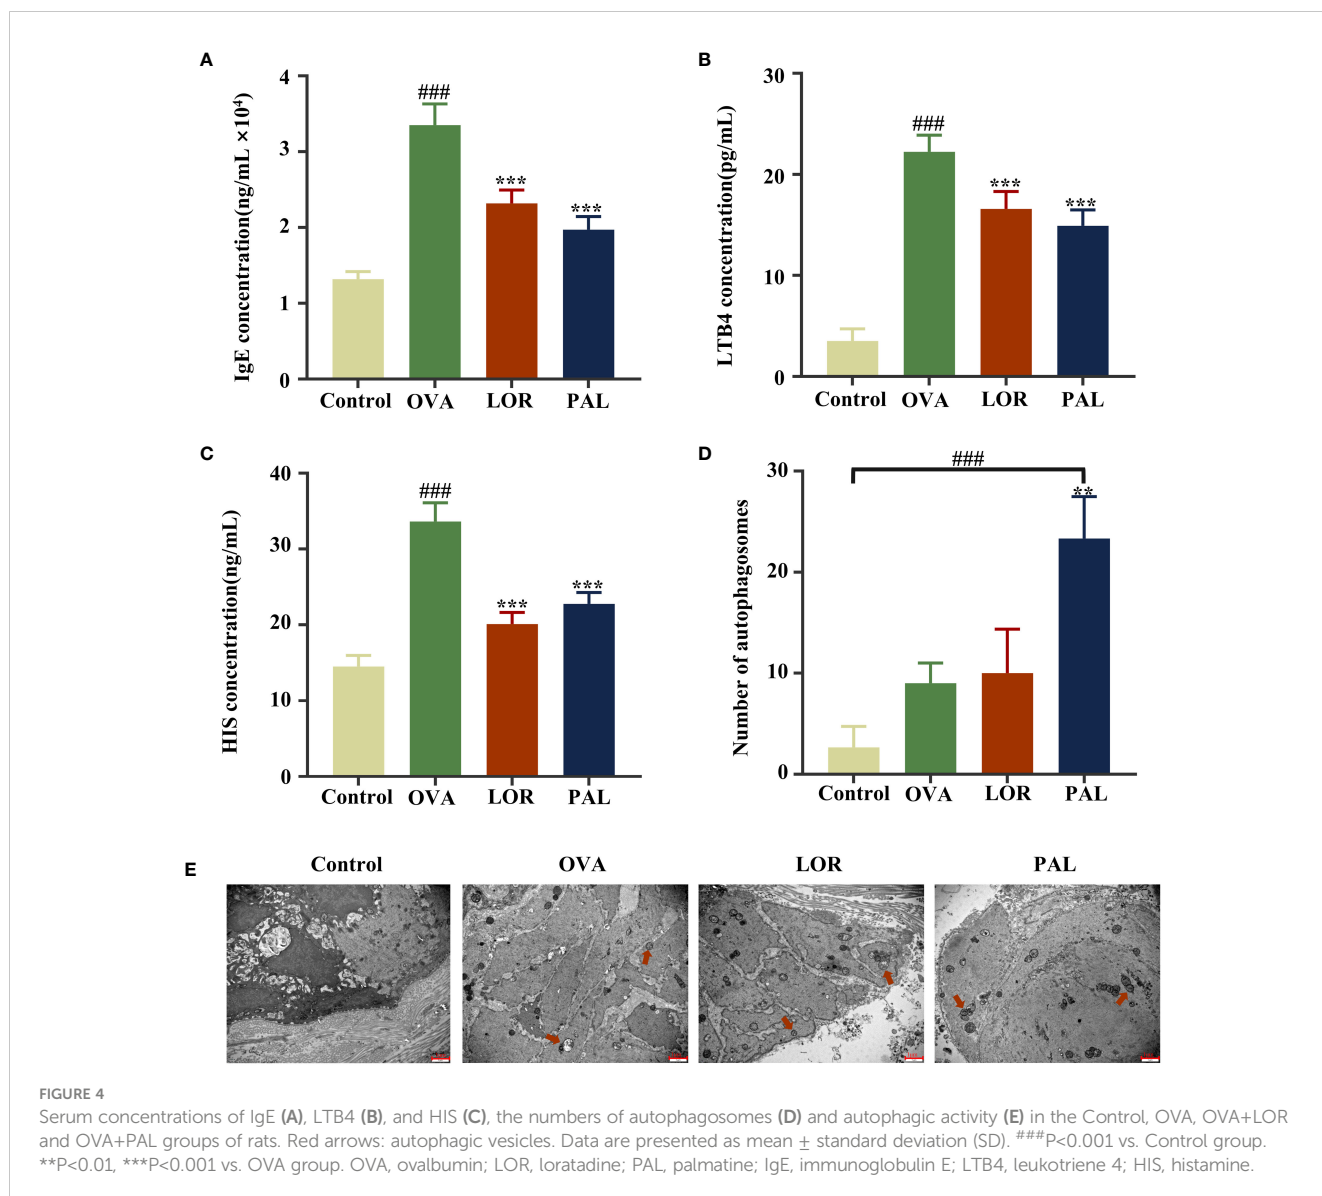 A
IgE concentration(ng/mL ×10⁴)
4
3
2
1
0
###
***
***
Control OVA LOR PAL
B
LTB4 concentration(pg/mL)
30
20
10
0
###
***
***
Control OVA LOR PAL
C
HIS concentration(ng/mL)
40
30
20
10
0
###
***
***
Control OVA LOR PAL
D
Number of autophagosomes
30
20
10
0
###
**
Control OVA LOR PAL
E
Control OVA LOR PAL
FIGURE 4
Serum concentrations of IgE (A), LTB4 (B), and HIS (C), the numbers of autophagosomes (D) and autophagic activity (E) in the Control, OVA, OVA+LOR
and OVA+PAL groups of rats. Red arrows: autophagic vesicles. Data are presented as mean ± standard deviation (SD). ###P<0.001 vs. Control group.
**P<0.01, ***P<0.001 vs. OVA group. OVA, ovalbumin; LOR, loratadine; PAL, palmatine; IgE, immunoglobulin E; LTB4, leukotriene 4; HIS, histamine.